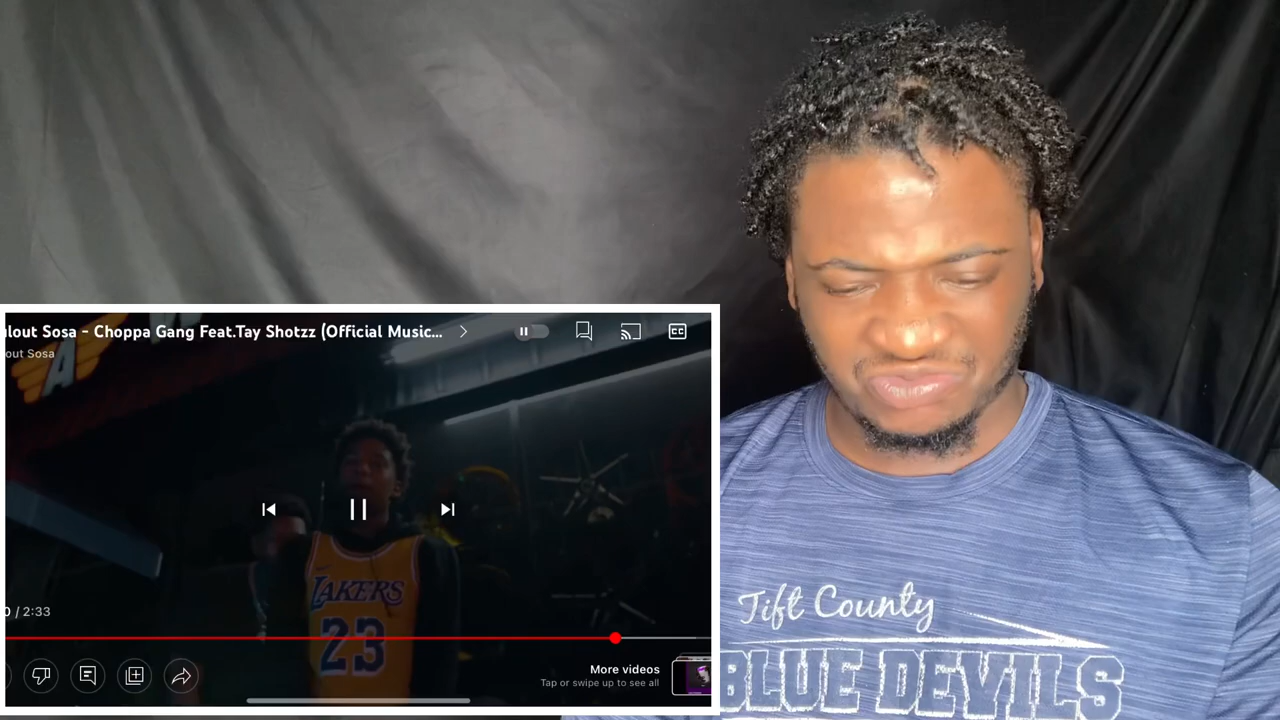 lout Sosa - Choppa Gang Feat.Tay Shotzz (Official Music...
out Sosa
CC
A
LAKERS
23
/ 2:33
More videos
Tap or swipe up to see all
Tift County
BLUE DEVILS